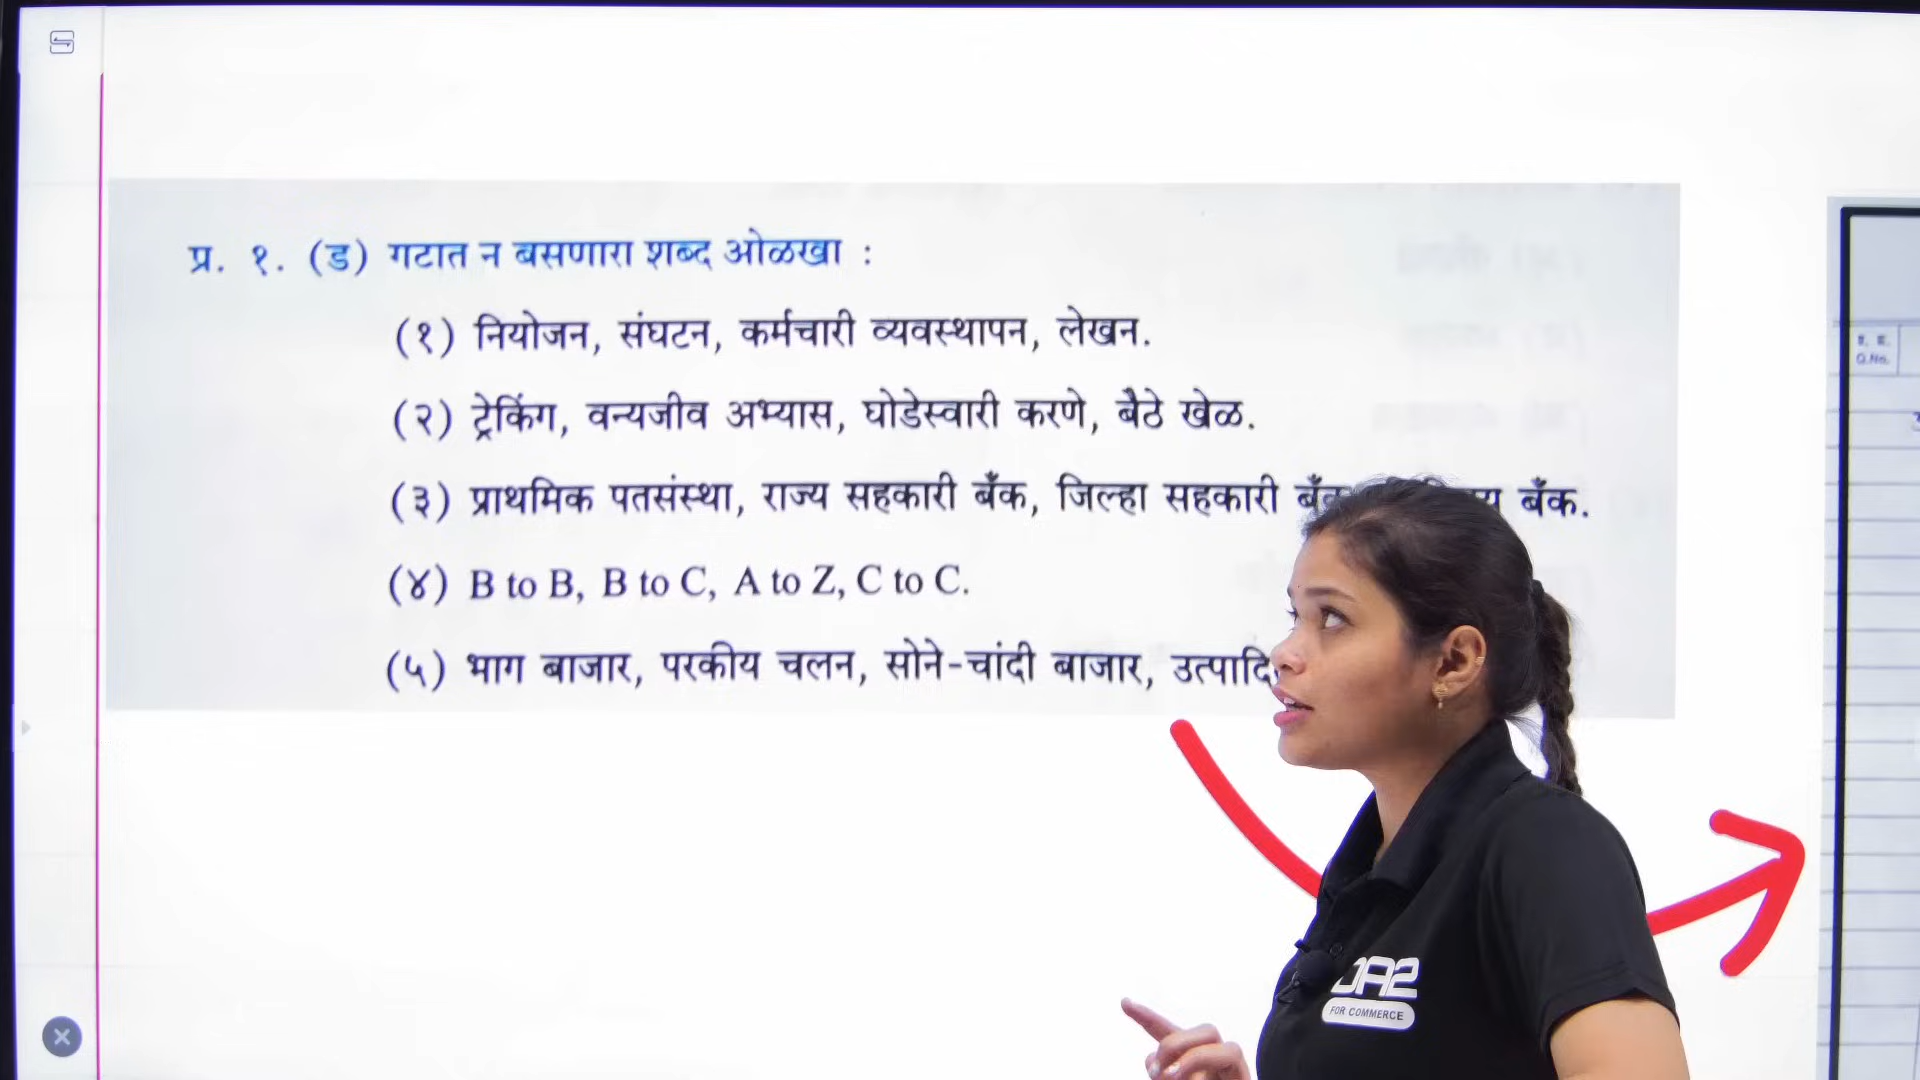 प्र. १. (ड) गटात न बसणारा शब्द ओळखा :
(१) नियोजन, संघटन, कर्मचारी व्यवस्थापन, लेखन.
(२) ट्रेकिंग, वन्यजीव अभ्यास, घोडेस्वारी करणे, बैठे खेळ.
(३) प्राथमिक पतसंस्था, राज्य सहकारी बँक, जिल्हा सहकारी बँक. बँक.
(४) B to B, B to C, A to Z, C to C.
(५) भाग बाजार, परकीय चलन, सोने-चांदी बाजार,
Q.No.
FOR COMMERCE